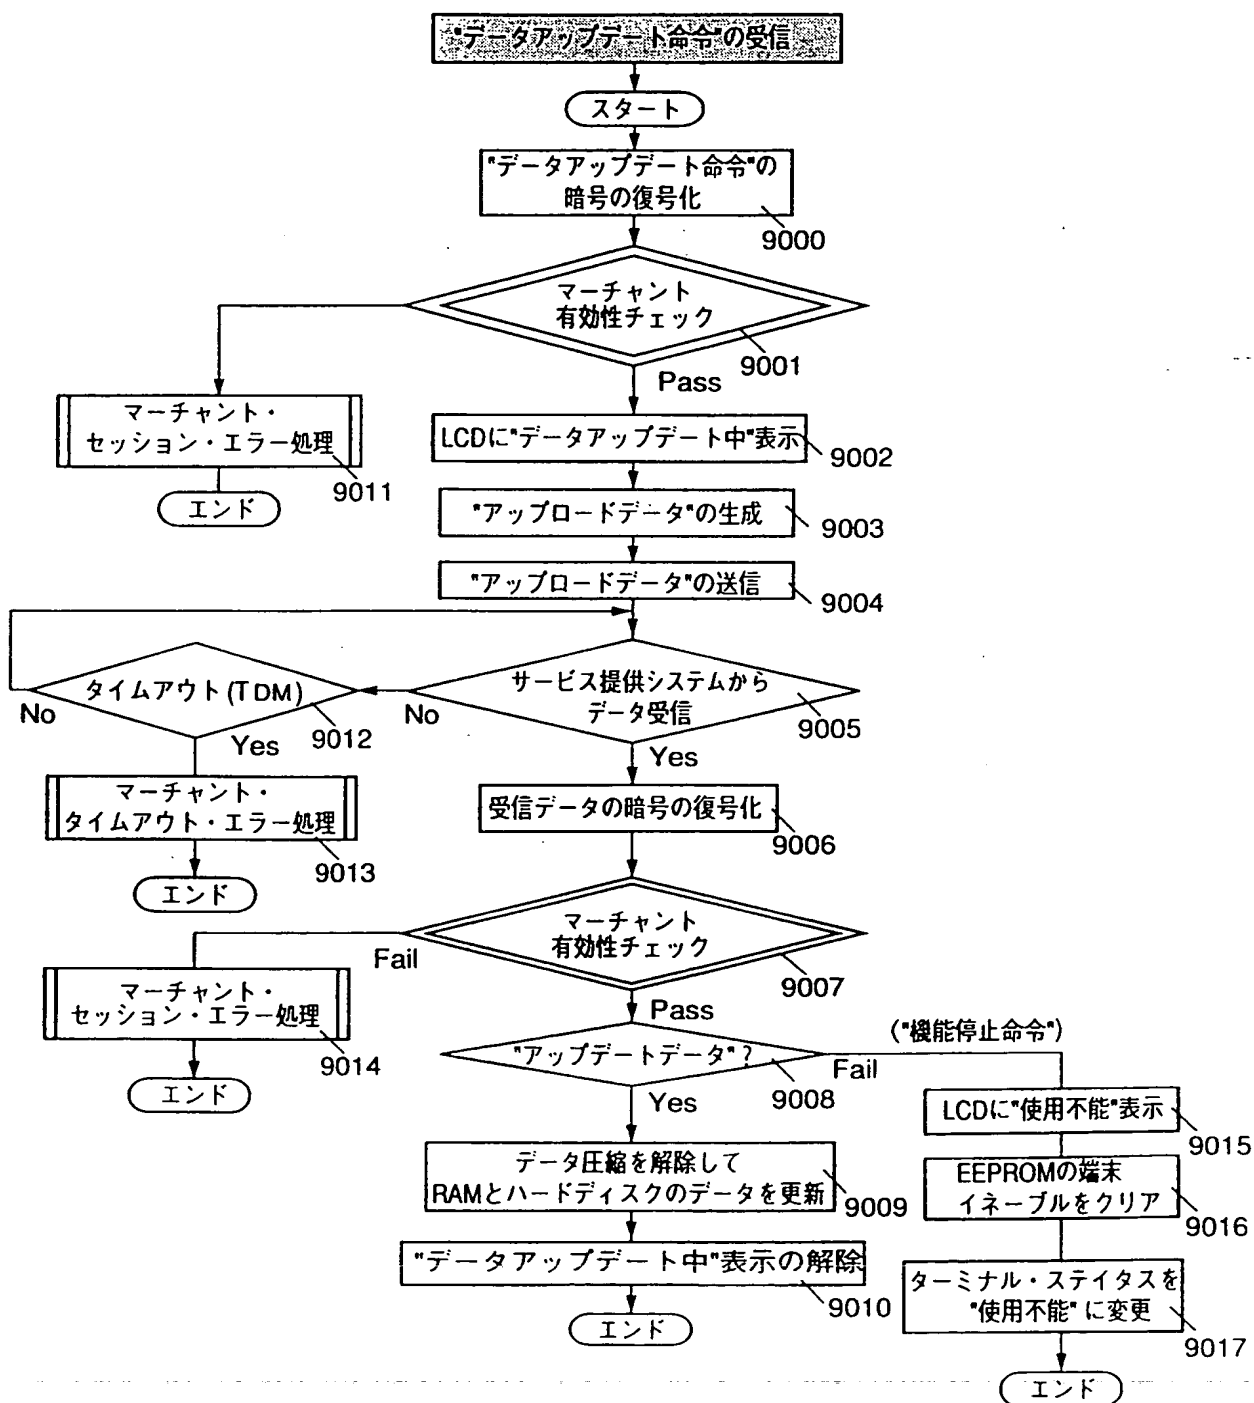 "データアップデート命令"の受信
スタート
"データアップデート命令"の
暗号の復号化
9000
マーチャント
有効性チェック
9001
Pass
マーチャント・
セッション・エラー処理
9011
エンド
LCDに"データアップデート中"表示
9002
"アップロードデータ"の生成
9003
"アップロードデータ"の送信
9004
サービス提供システムから
データ受信
9005
No
タイムアウト(TDM)
9012
No
Yes
マーチャント・
タイムアウト・エラー処理
9013
エンド
Yes
受信データの暗号の復号化
9006
マーチャント
有効性チェック
9007
Fail
マーチャント・
セッション・エラー処理
9014
エンド
Pass
"アップデートデータ"?
9008
("機能停止命令")
Fail
Yes
LCDに"使用不能"表示
9015
データ圧縮を解除して
RAMとハードディスクのデータを更新
9009
EEPROMの端末
イネーブルをクリア
9016
"データアップデート中"表示の解除
9010
エンド
ターミナル・ステイタスを
"使用不能"に変更
9017
エンド